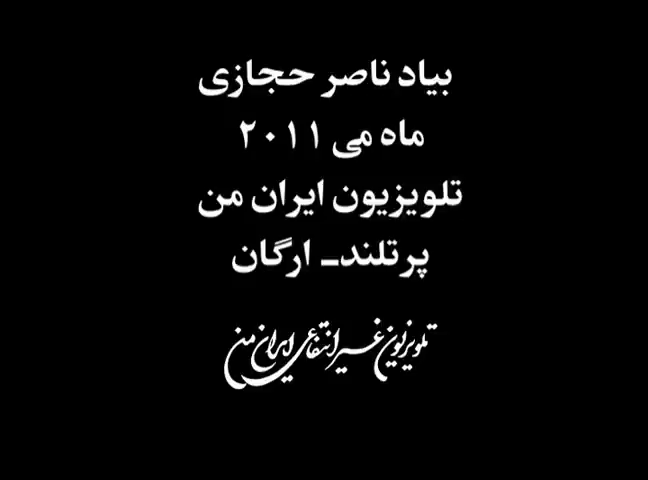 بیاد ناصر حجازی
ماه می ۲۰۱۱
تلویزیون ایران من
پرتلند- ارگان
تلویزیون غیرانتفاعی ایران من